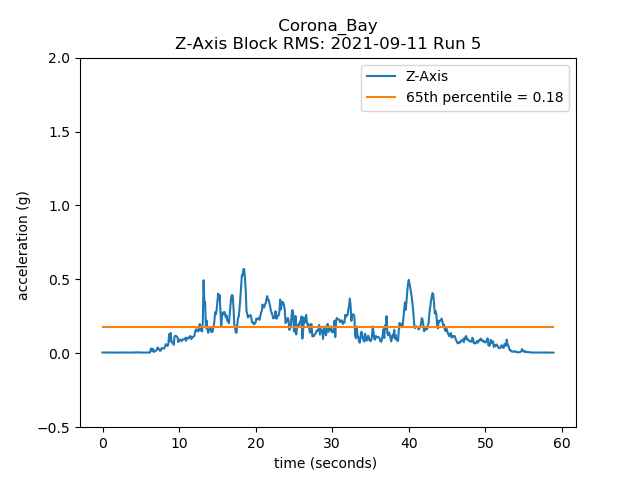 Corona_Bay
Z-Axis Block RMS: 2021-09-11 Run 5
2.0
1.5
1.0
0.5
0.0
−0.5
acceleration (g)
Z-Axis
65th percentile = 0.18
0 10 20 30 40 50 60
time (seconds)